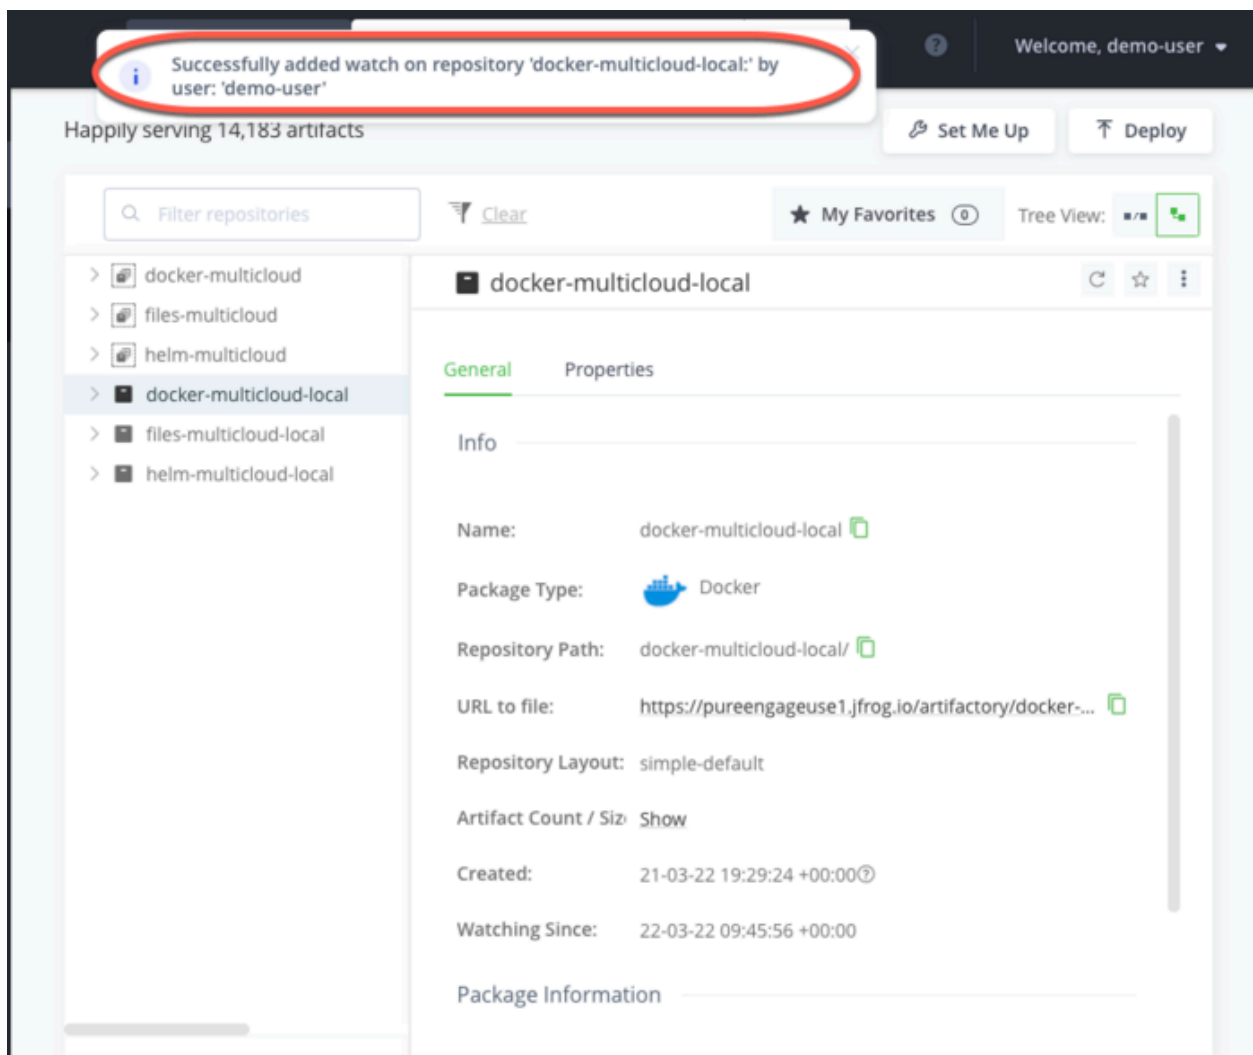 Successfully added watch on repository 'docker-multicloud-local:' by
user: 'demo-user'
Welcome, demo-user
Happily serving 14,183 artifacts
Set Me Up
Deploy
Filter repositories
Clear
My Favorites 0
Tree View:
docker-multicloud
files-multicloud
helm-multicloud
docker-multicloud-local
files-multicloud-local
helm-multicloud-local
docker-multicloud-local
General Properties
Info
Name: docker-multicloud-local
Package Type: Docker
Repository Path: docker-multicloud-local/
URL to file: https://pureengageuse1.jfrog.io/artifactory/docker-...
Repository Layout: simple-default
Artifact Count / Siz Show
Created: 21-03-22 19:29:24 +00:00
Watching Since: 22-03-22 09:45:56 +00:00
Package Information